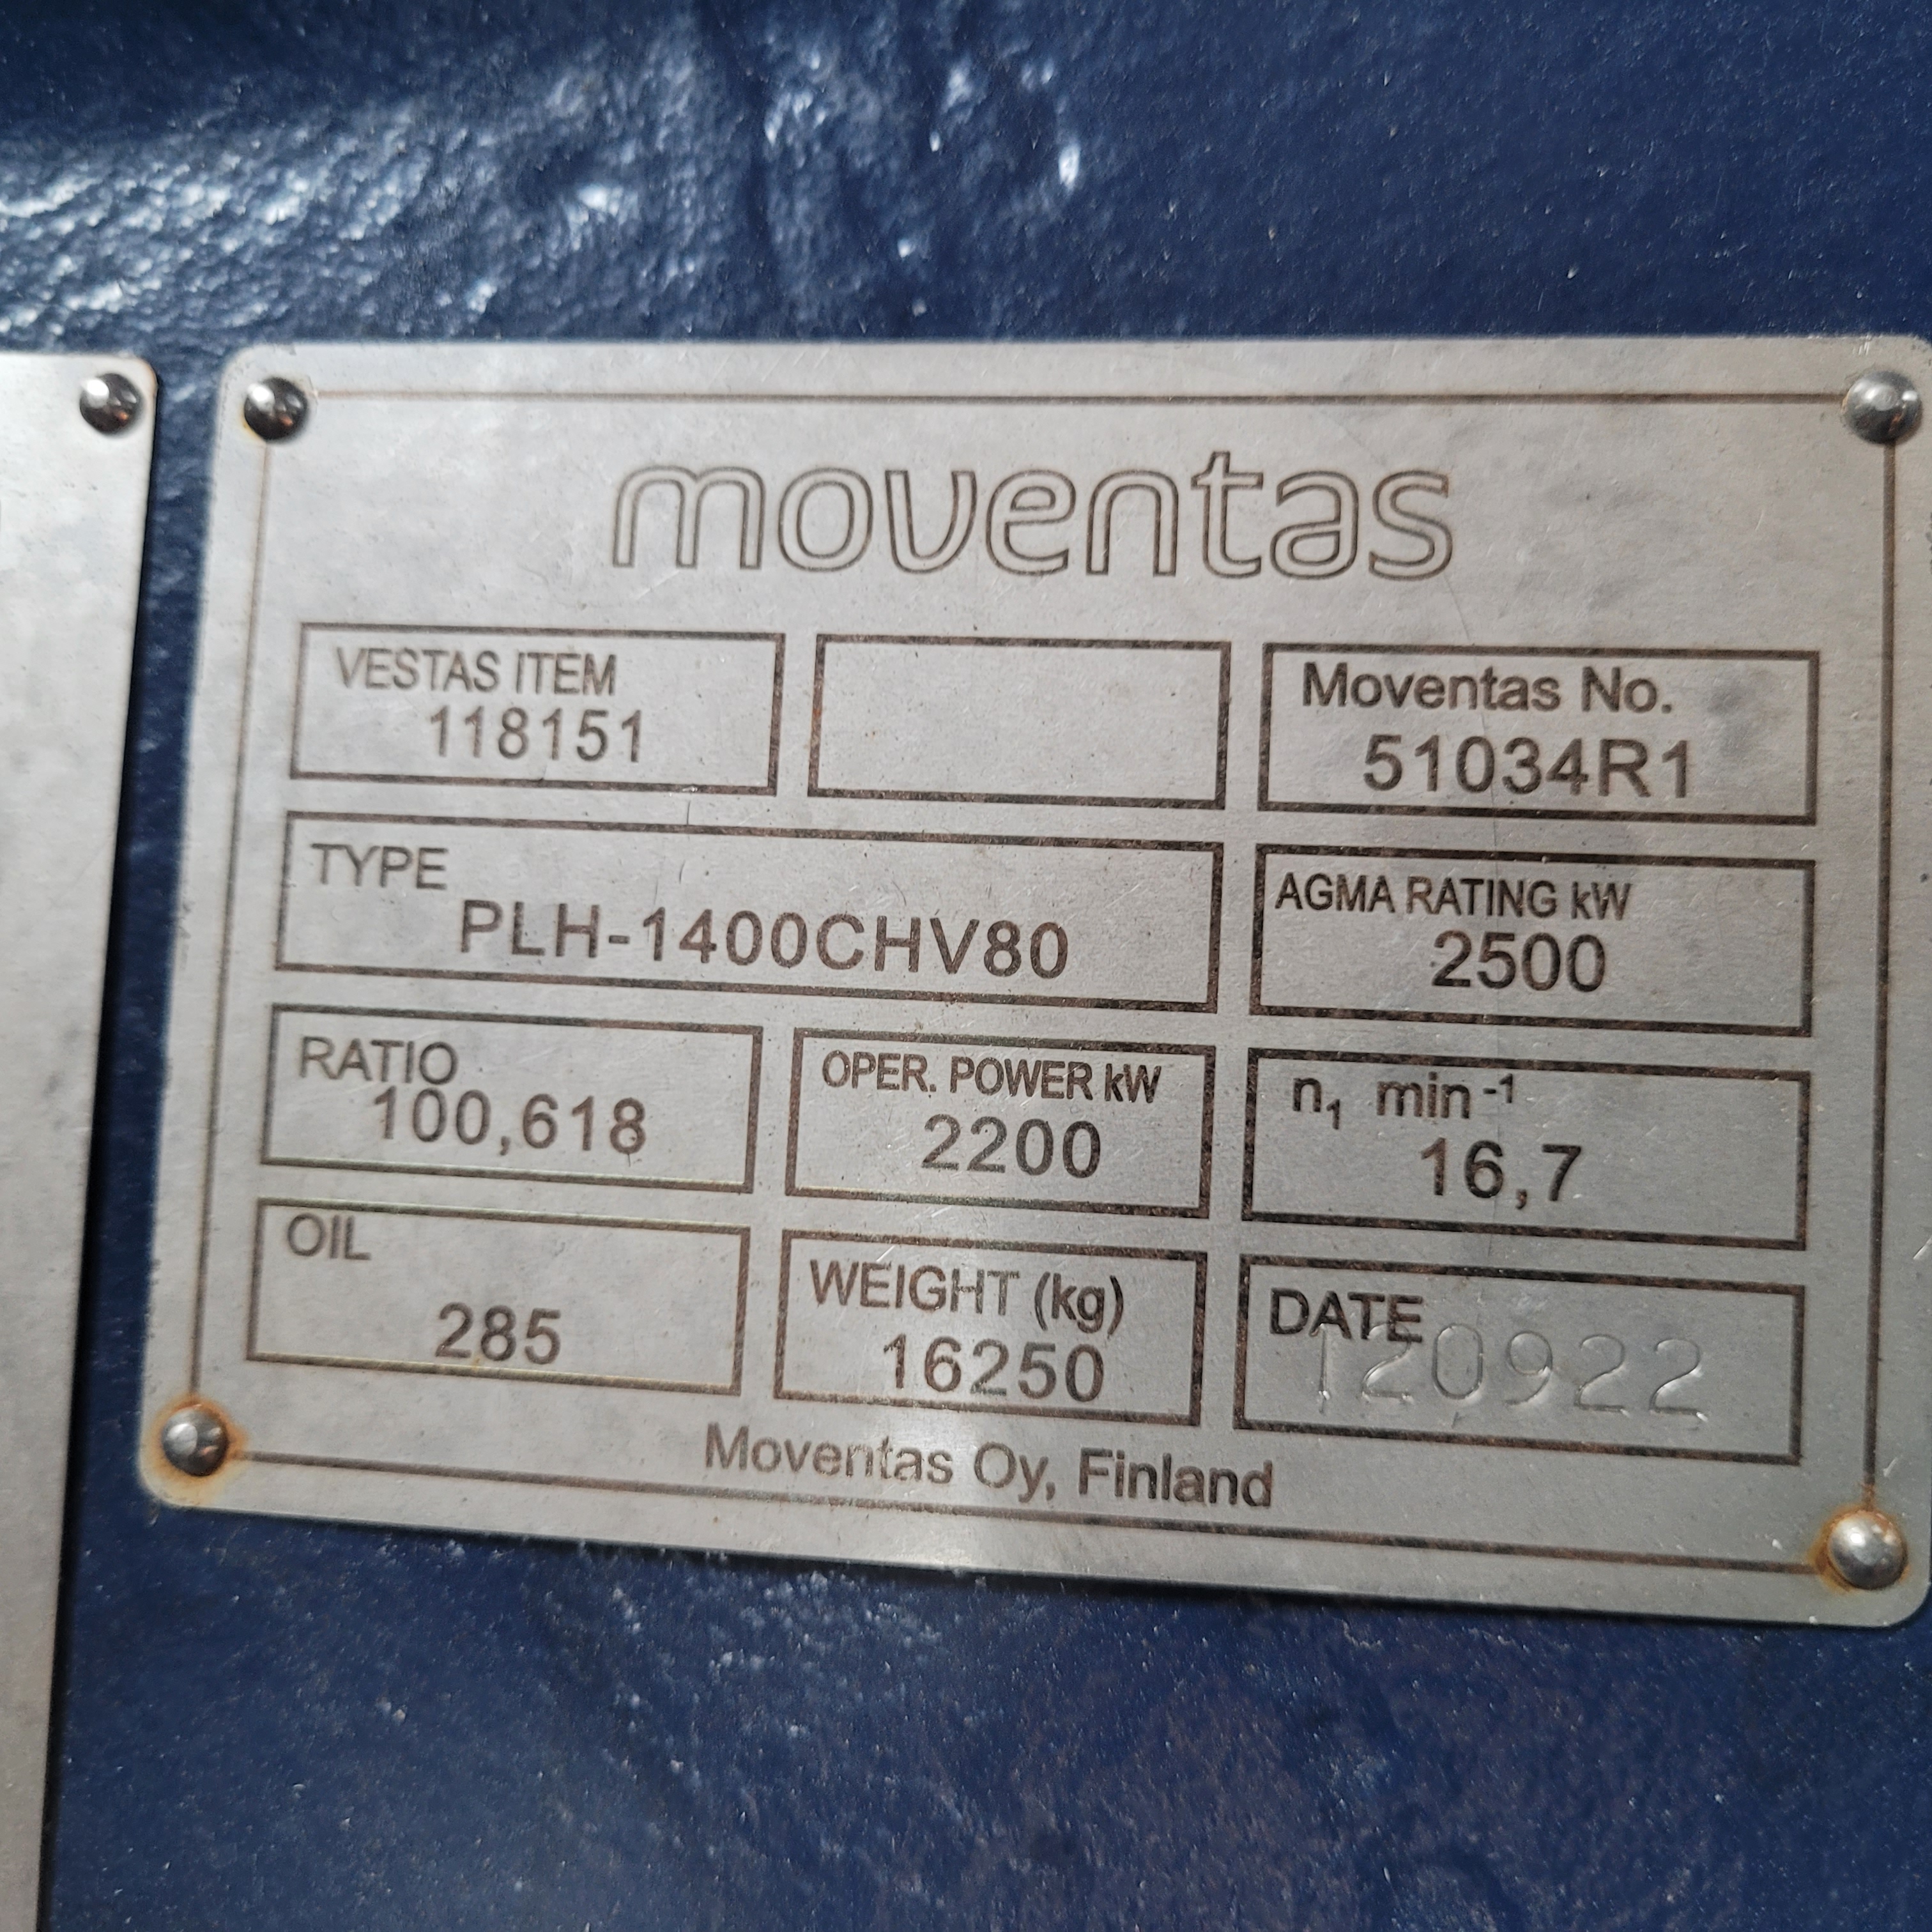 moventas
VESTAS ITEM
118151
Moventas No.
51034R1
TYPE
PLH-1400CHV80
AGMA RATING kW
2500
RATIO
100,618
OPER. POWER kW
2200
n₁ min⁻¹
16,7
OIL
285
WEIGHT (kg)
16250
DATE
120922
Moventas Oy, Finland